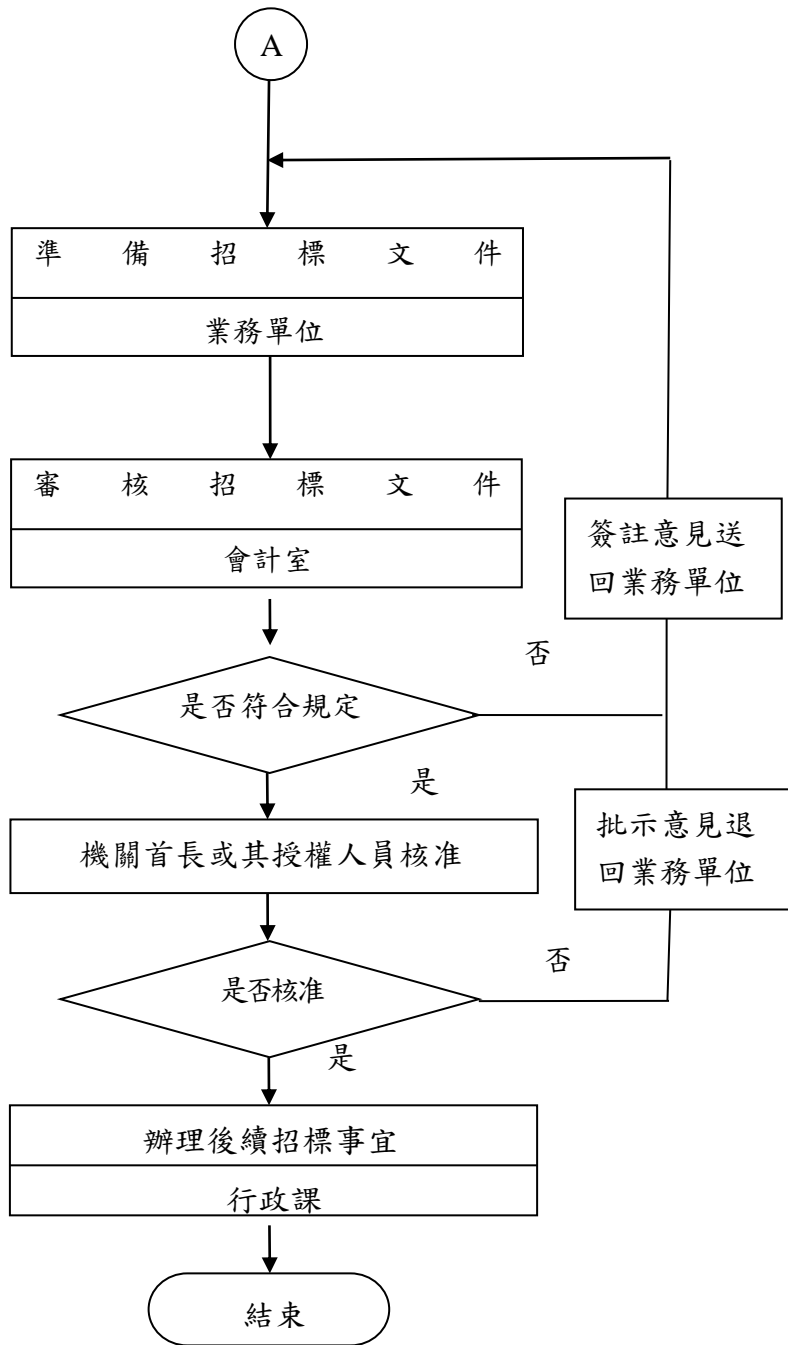 A
準備招標文件
業務單位
審核招標文件
會計室
簽註意見送
回業務單位
否
是否符合規定
是
機關首長或其授權人員核准
批示意見退
回業務單位
否
是否核准
是
辦理後續招標事宜
行政課
結束